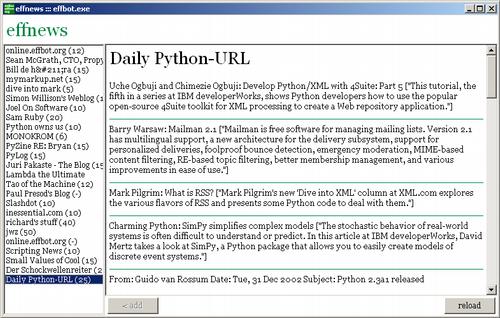 effnews ::: effbot.exe
effnews
online.effbot.org (12)
Sean McGrath, CTO, Propy
Bill de h&#211;ra (15)
mymarkup.net (15)
dive into mark (5)
Simon Willison's Weblog (
Joel On Software (10)
Sam Ruby (20)
Python owns us (10)
MONOKROM (6)
PyZine RE: Bryan (15)
PyLog (15)
Juri Pakaste - The Blog (15
Lambda the Ultimate
Tao of the Machine (12)
Paul Fresod's Blog (-)
Slashdot (10)
inessential.com (10)
richard's stuff (40)
jwz (50)
online.effbot.org (-)
Scripting News (10)
Small Values of Cool (15)
Der Schockwellenreiter (2
Daily Python-URL (25)
Daily Python-URL
Uche Ogbuji and Chimezie Ogbuji: Develop Python/XML with 4Suite: Part 5 ["This tutorial, the
fifth in a series at IBM developerWorks, shows Python developers how to use the popular
open-source 4Suite toolkit for XML processing to create a Web repository application."]
Barry Warsaw: Mailman 2.1 ["Mailman is free software for managing mailing lists. Version 2.1
has multilingual support, a new architecture for the delivery subsystem, support for
personalized deliveries, foolproof bounce detection, emergency moderation, MIME-based
content filtering, RE-based topic filtering, better membership management, and various
improvements in ease of use."]
Mark Pilgrim: What is RSS? ["Mark Pilgrim's new 'Dive into XML' column at XML.com explores
the various flavors of RSS and presents some Python code to deal with them."]
Charming Python: SimPy simplifies complex models ["The stochastic behavior of real-world
systems is often difficult to understand or predict. In this article at IBM developerWorks, David
Mertz takes a look at SimPy, a Python package that allows you to easily create models of
discrete event systems."]
From: Guido van Rossum Date: Tue, 31 Dec 2002 Subject: Python 2.3a1 released
< add
reload